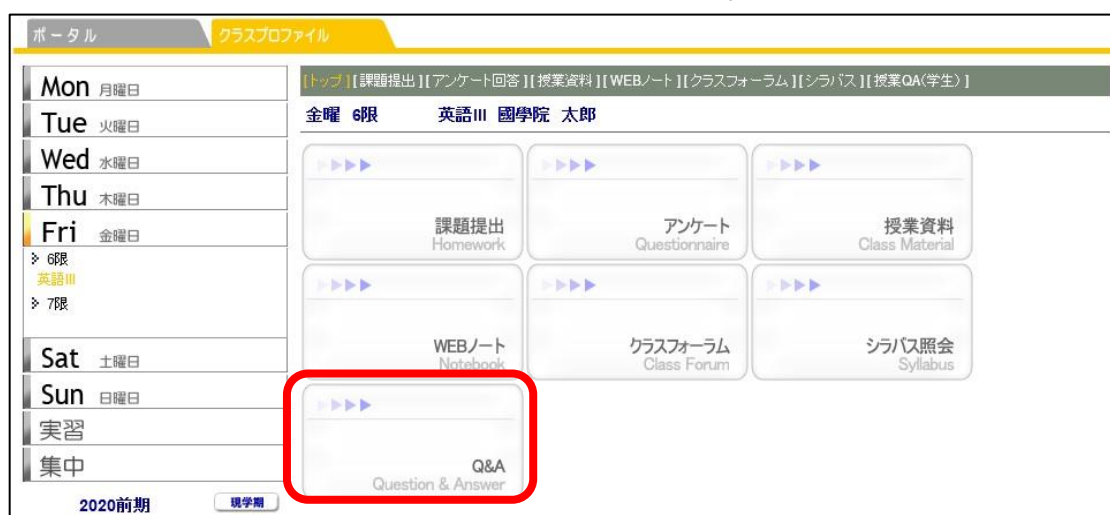 ポータル
クラスプロファイル
Mon 月曜日
Tue 火曜日
Wed 水曜日
Thu 木曜日
Fri 金曜日
6限
英語III
7限
Sat 土曜日
Sun 日曜日
実習
集中
2020前期 現学期
[トップ][課題提出][アンケート回答][授業資料][WEBノート][クラスフォーラム][シラバス][授業QA(学生)]
金曜 6限 英語III 國學院 太郎
課題提出
Homework
アンケート
Questionnaire
授業資料
Class Material
WEBノート
Notebook
クラスフォーラム
Class Forum
シラバス照会
Syllabus
Q&A
Question & Answer